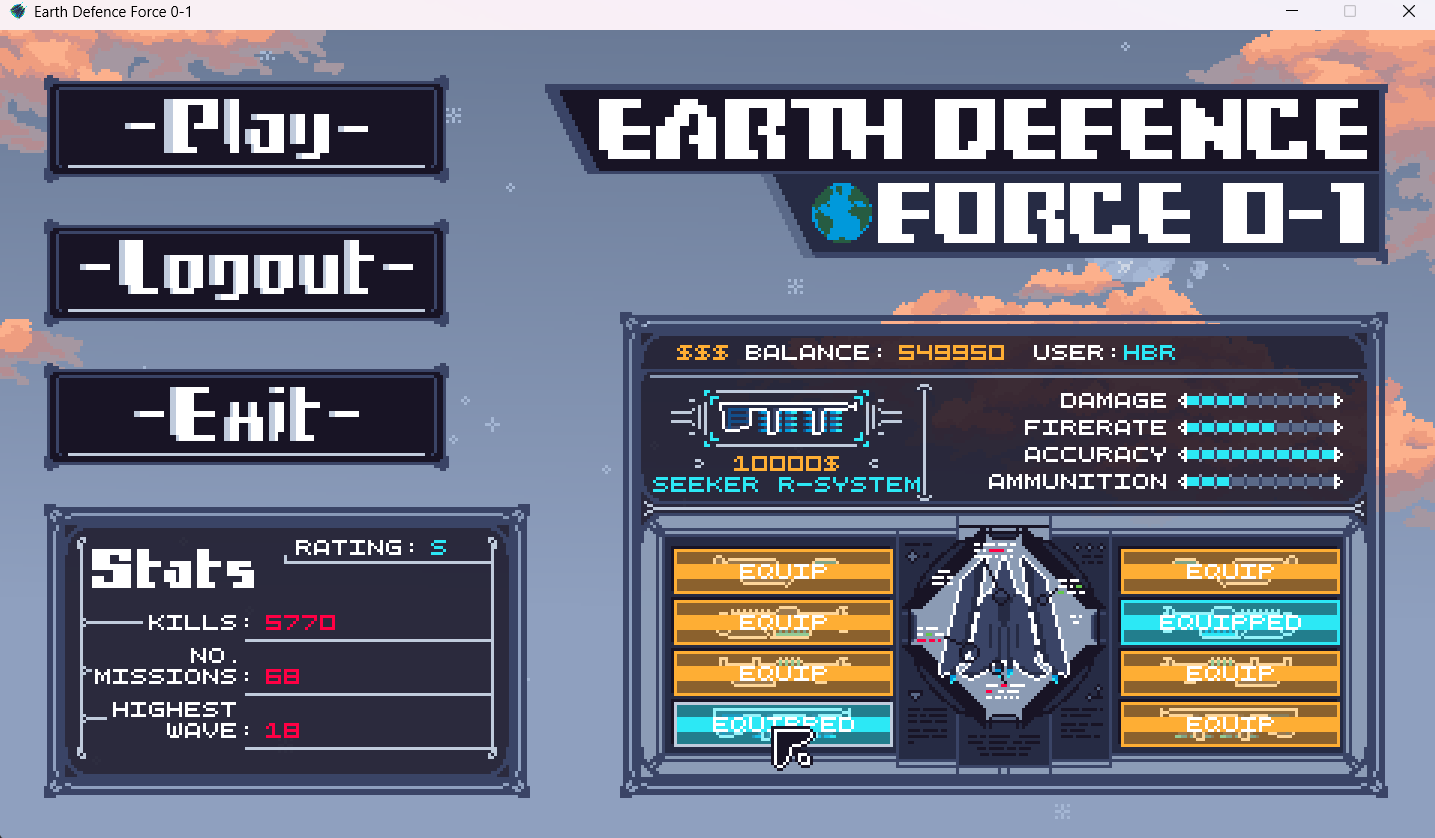 Earth Defence Force 0-1
-Play-
-Logout-
-Exit-
EARTH DEFENCE
FORCE 0-1
$$$ BALANCE: 549950 USER:HBR
10000$
SEEKER R-SYSTEM
DAMAGE
FIRERATE
ACCURACY
AMMUNITION
Stats
RATING: S
KILLS: 5770
NO.
MISSIONS: 68
HIGHEST
WAVE: 18
EQUIP
EQUIP
EQUIP
EQUIPPED
EQUIP
EQUIPPED
EQUIP
EQUIP